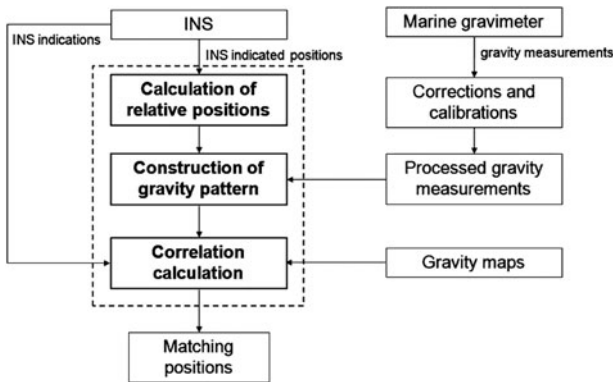 INS
Marine gravimeter
INS indications
INS indicated positions
gravity measurements
Calculation of
relative positions
Corrections and
calibrations
Construction of
gravity pattern
Processed gravity
measurements
Correlation
calculation
Gravity maps
Matching
positions